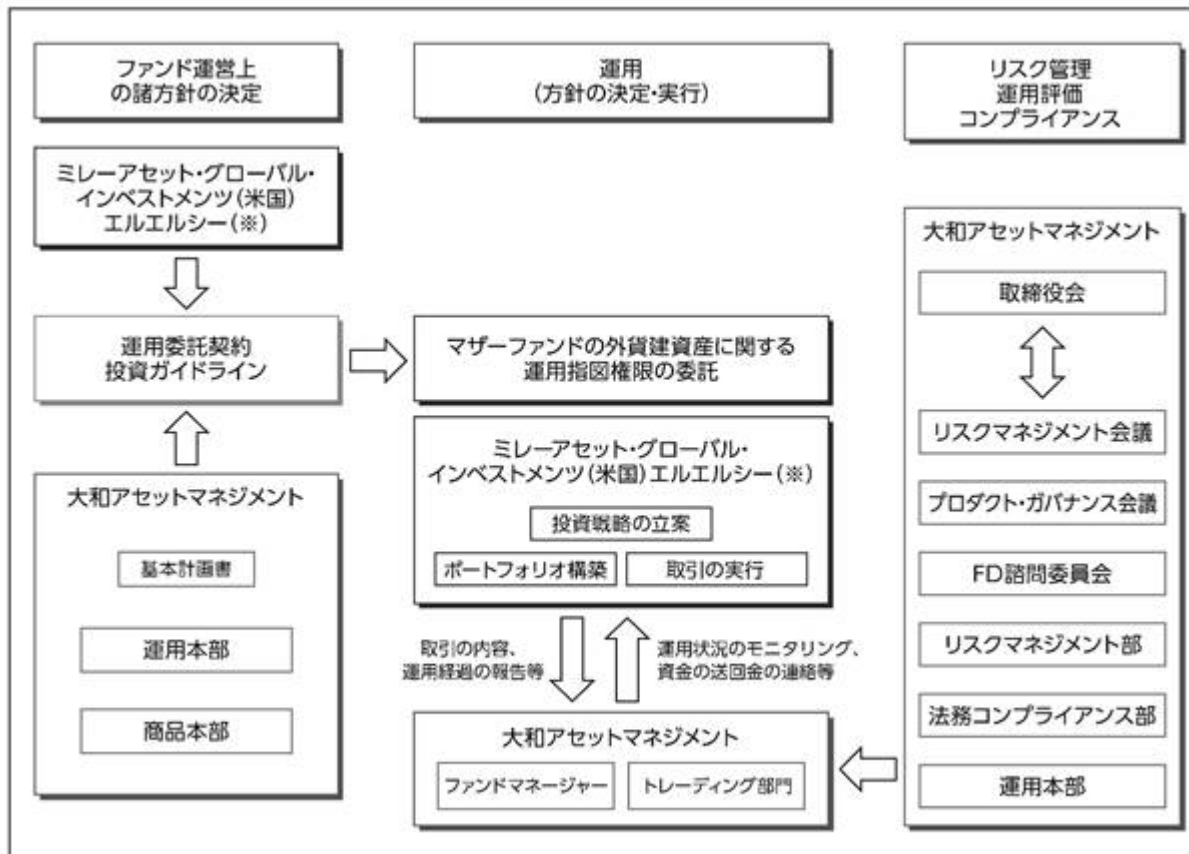 ファンド運営上
の諸方針の決定
ミレーアセット・グローバル・
インベストメンツ(米国)
エルエルシー(※)
運用委託契約
投資ガイドライン
大和アセットマネジメント
基本計画書
運用本部
商品本部
運用
(方針の決定・実行)
マザーファンドの外貨建資産に関する
運用指図権限の委託
ミレーアセット・グローバル・
インベストメンツ(米国)エルエルシー(※)
投資戦略の立案
ポートフォリオ構築
取引の実行
取引の内容、
運用経過の報告等
運用状況のモニタリング、
資金の送回金の連絡等
大和アセットマネジメント
ファンドマネージャー
トレーディング部門
リスク管理
運用評価
コンプライアンス
大和アセットマネジメント
取締役会
リスクマネジメント会議
プロダクト・ガバナンス会議
FD諮問委員会
リスクマネジメント部
法務コンプライアンス部
運用本部